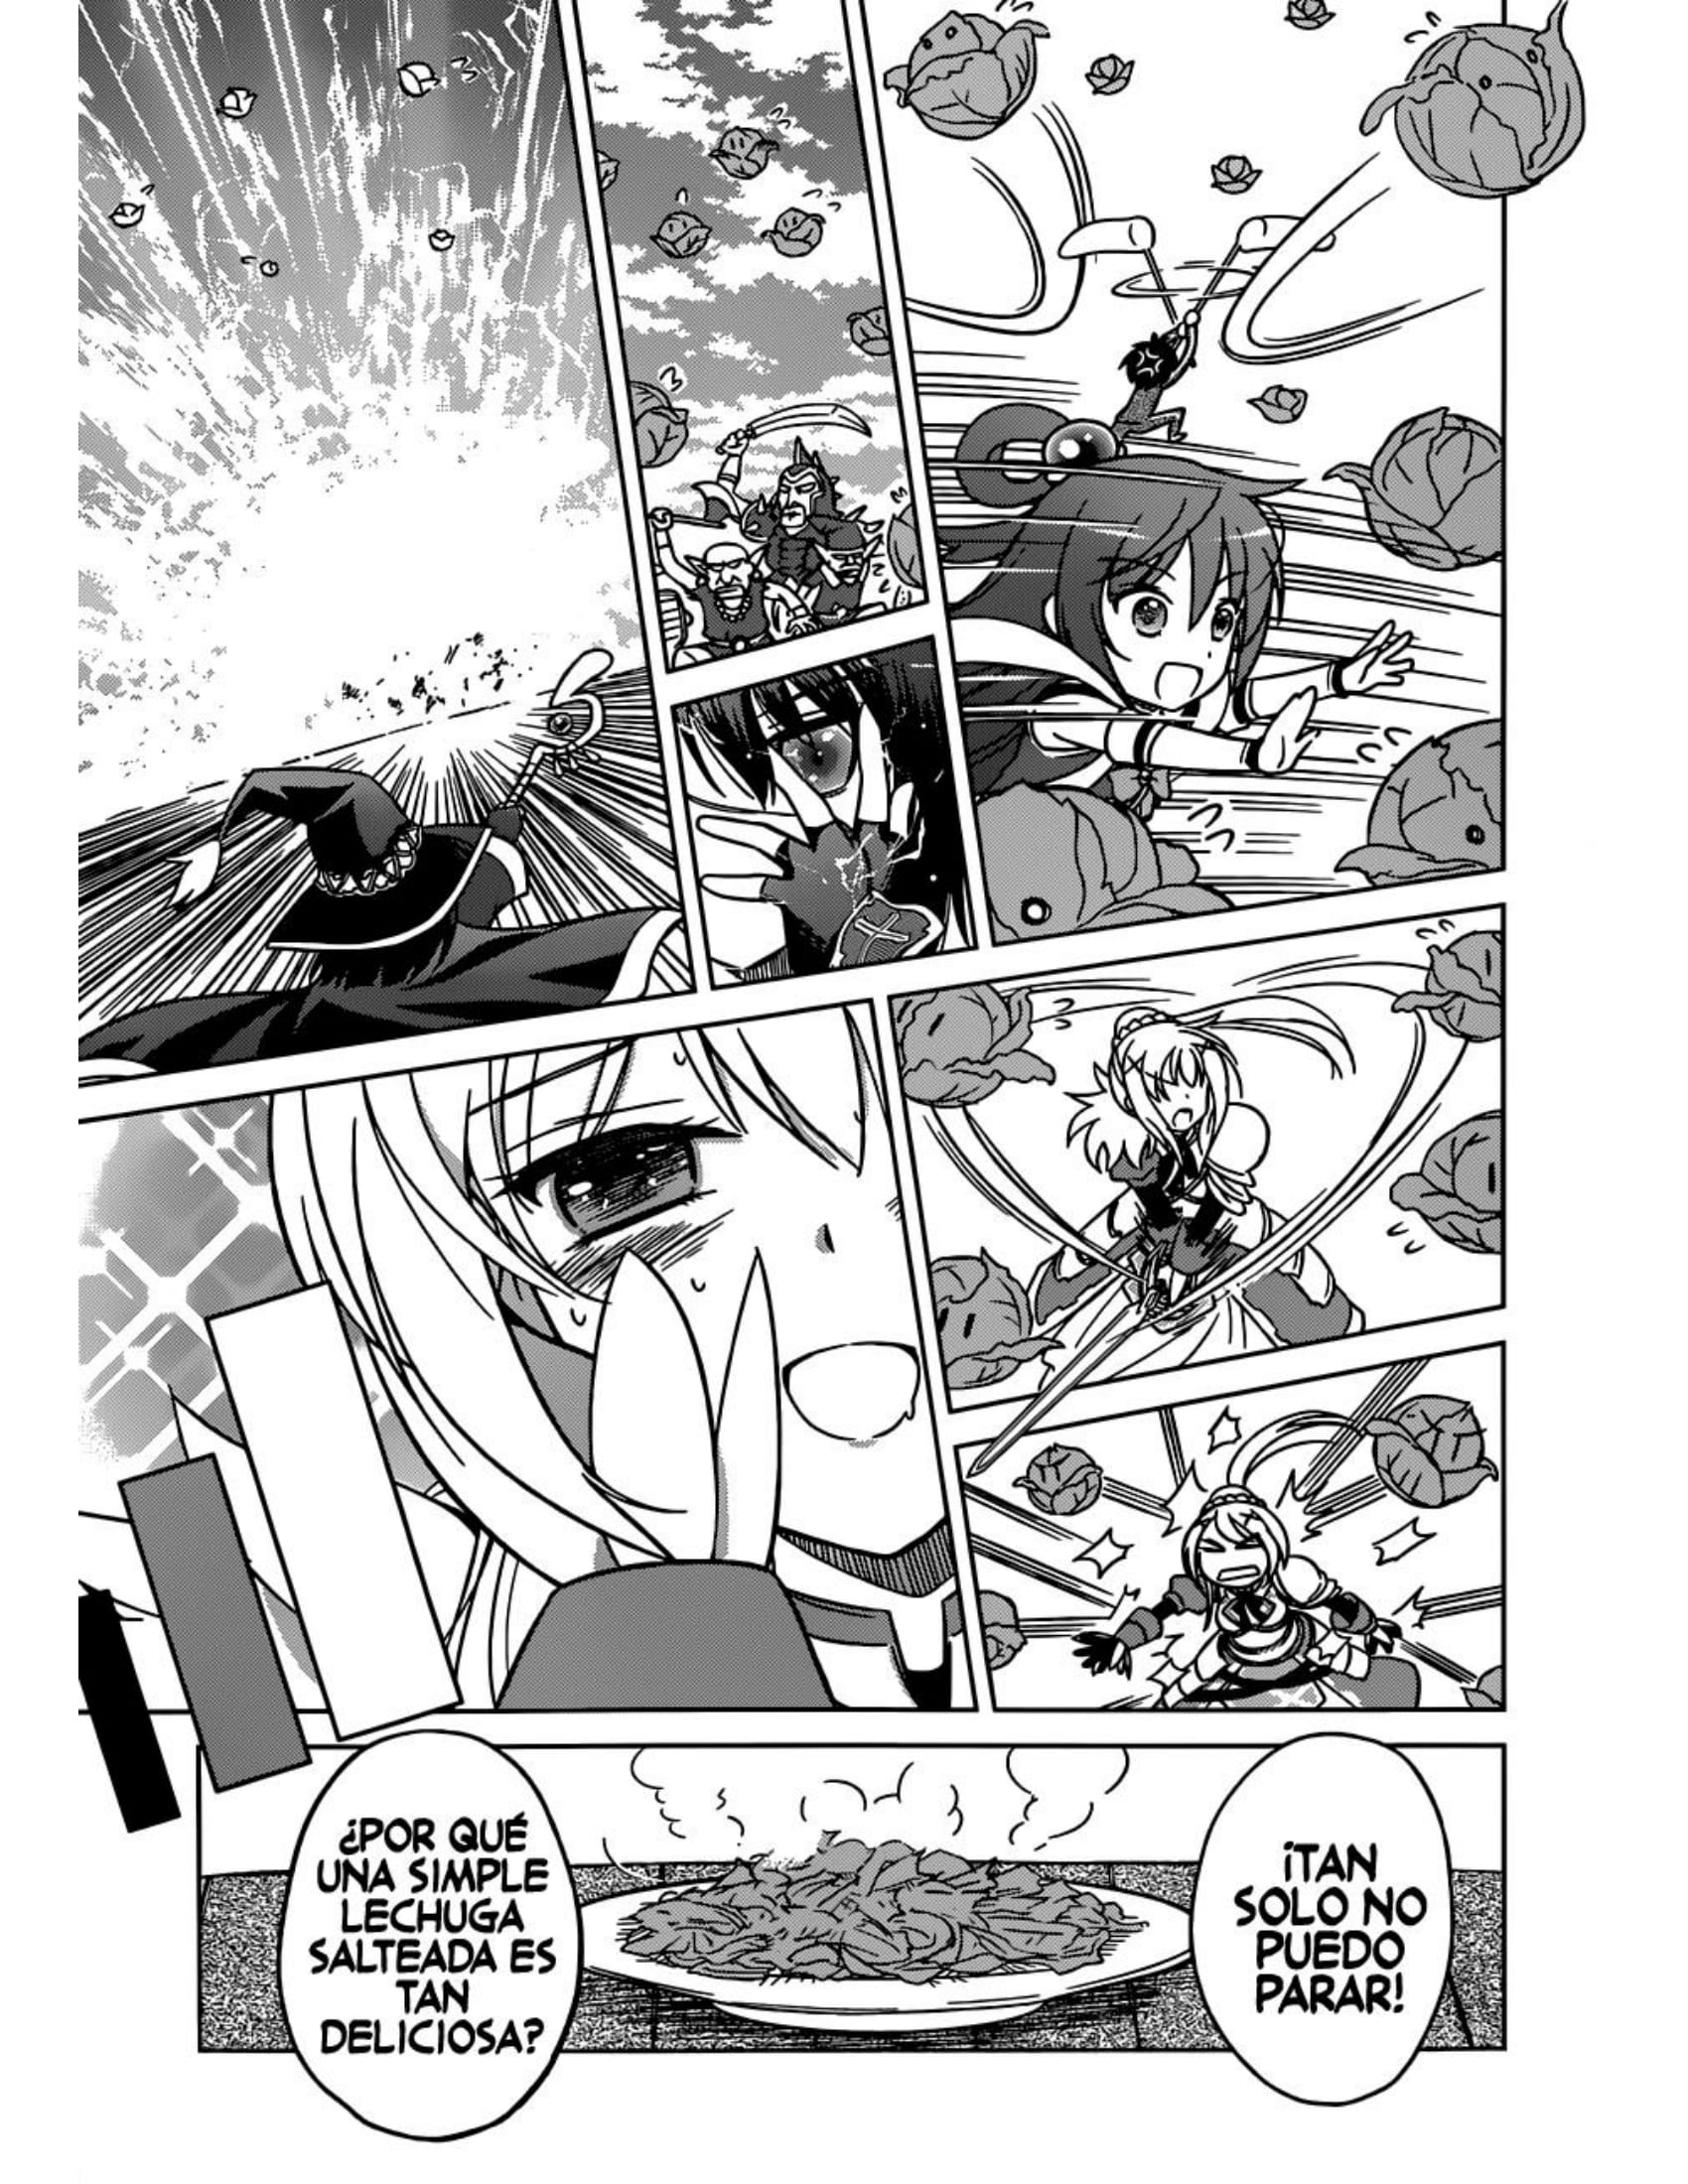 ¡TAN
SOLO NO
PUEDO
PARAR!
¿POR QUÉ
UNA SIMPLE
LECHUGA
SALTEADA ES
TAN
DELICIOSA?